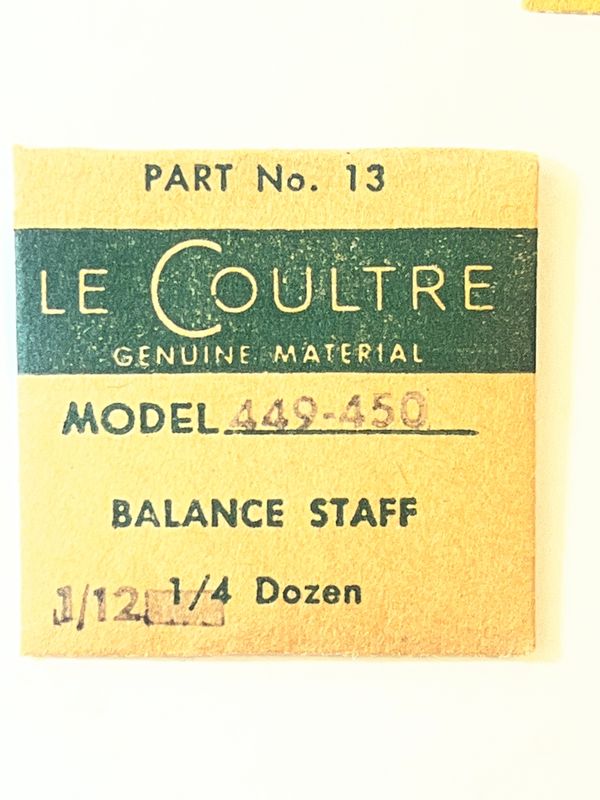 PART No. 13
LE COULTRE
GENUINE MATERIAL
MODEL 449-450
BALANCE STAFF
1/12 1/4 Dozen